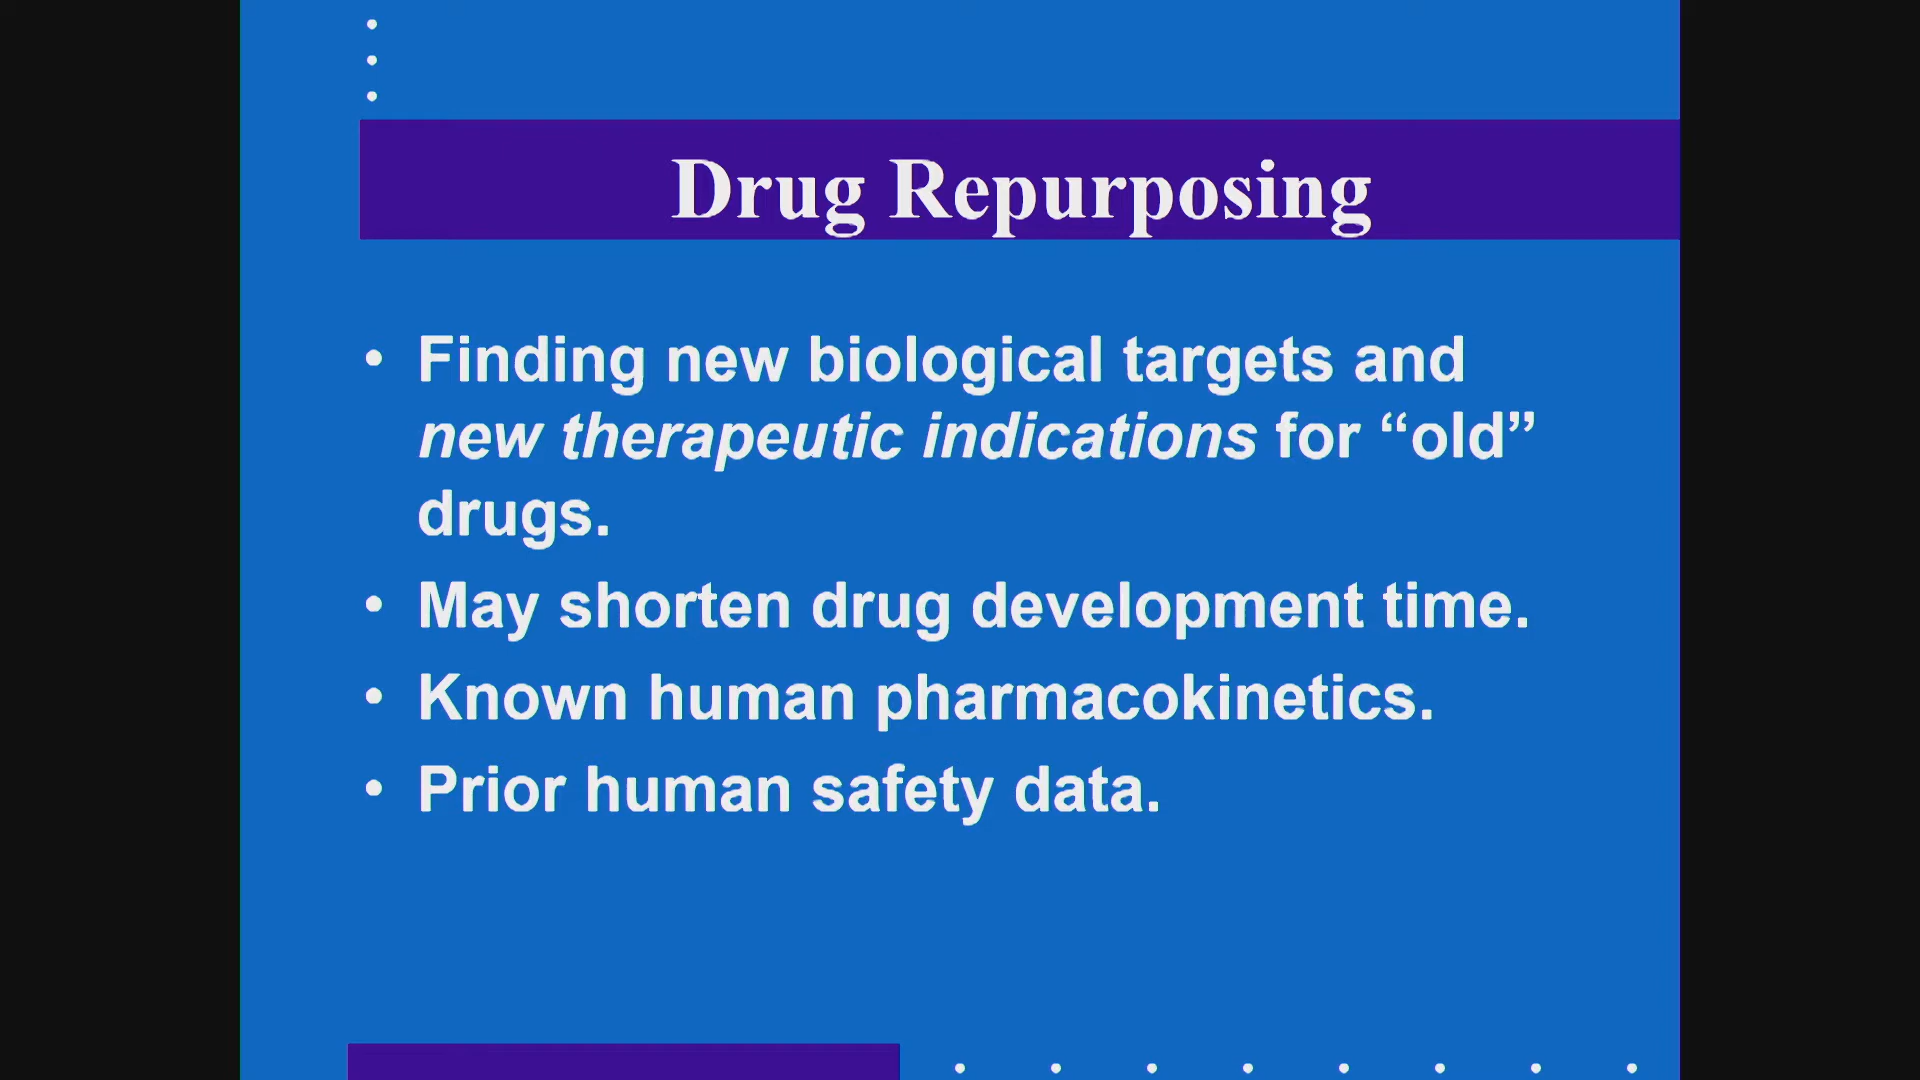 Drug Repurposing
• Finding new biological targets and
new therapeutic indications for “old”
drugs.
• May shorten drug development time.
• Known human pharmacokinetics.
• Prior human safety data.